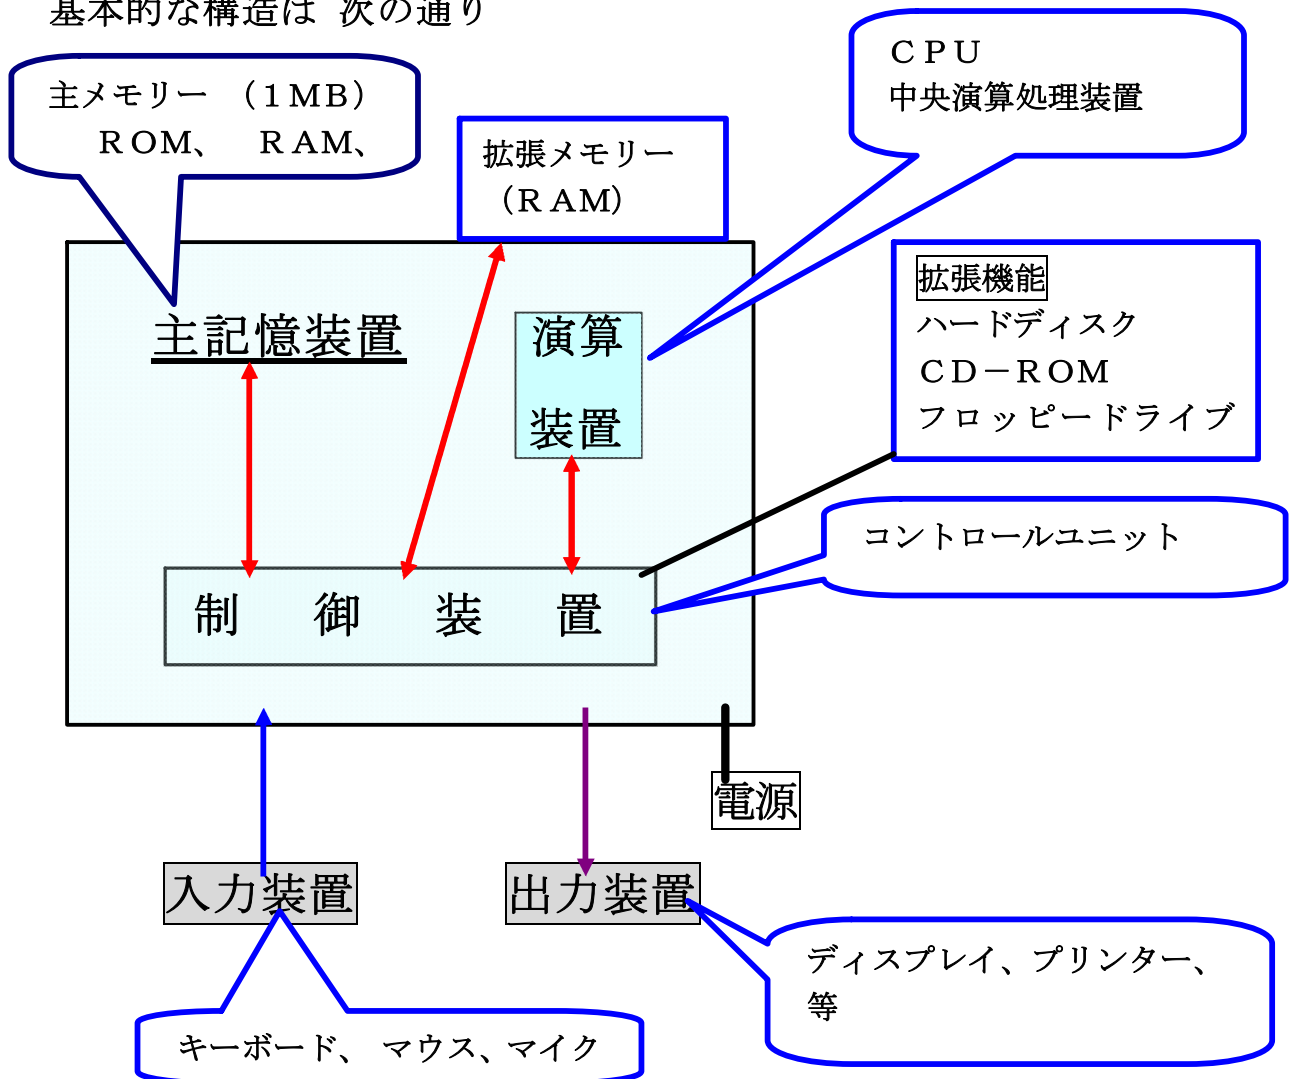 基本的な構造は 次の通り
主メモリー （１ＭＢ）
ＲＯＭ、 ＲＡＭ、
ＣＰＵ
中央演算処理装置
拡張メモリー
（ＲＡＭ）
拡張機能
ハードディスク
ＣＤ－ＲＯＭ
フロッピードライブ
主記憶装置
演算
装置
コントロールユニット
制 御 装 置
電源
入力装置
出力装置
ディスプレイ、プリンター、
等
キーボード、 マウス、マイク